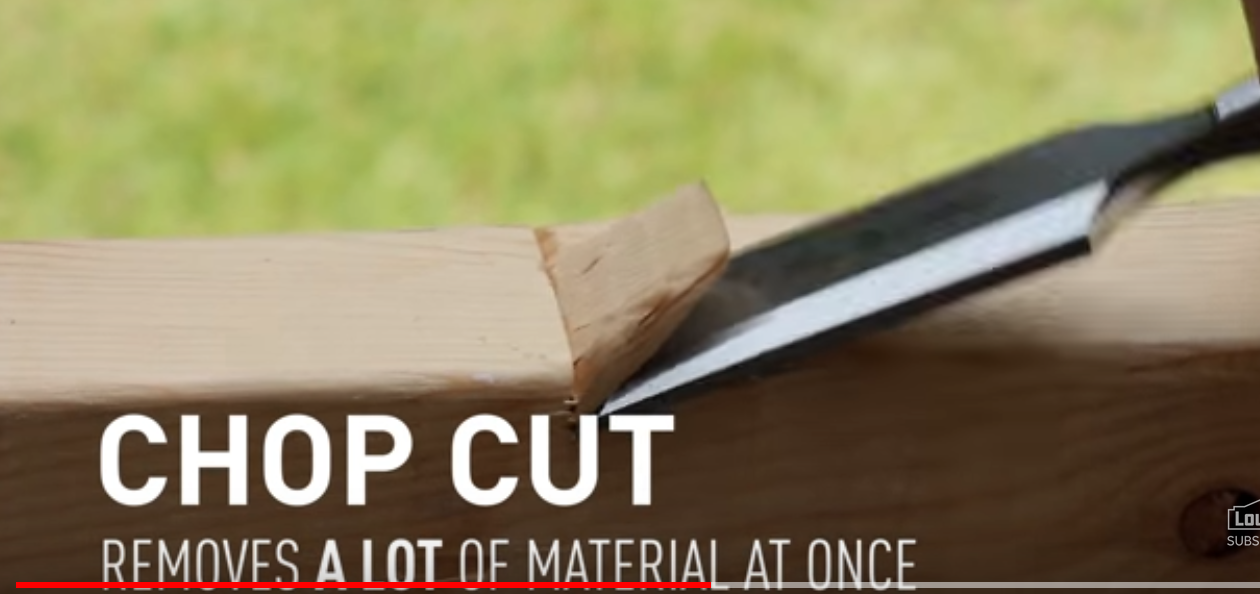 CHOP CUT
REMOVES A LOT OF MATERIAL AT ONCE